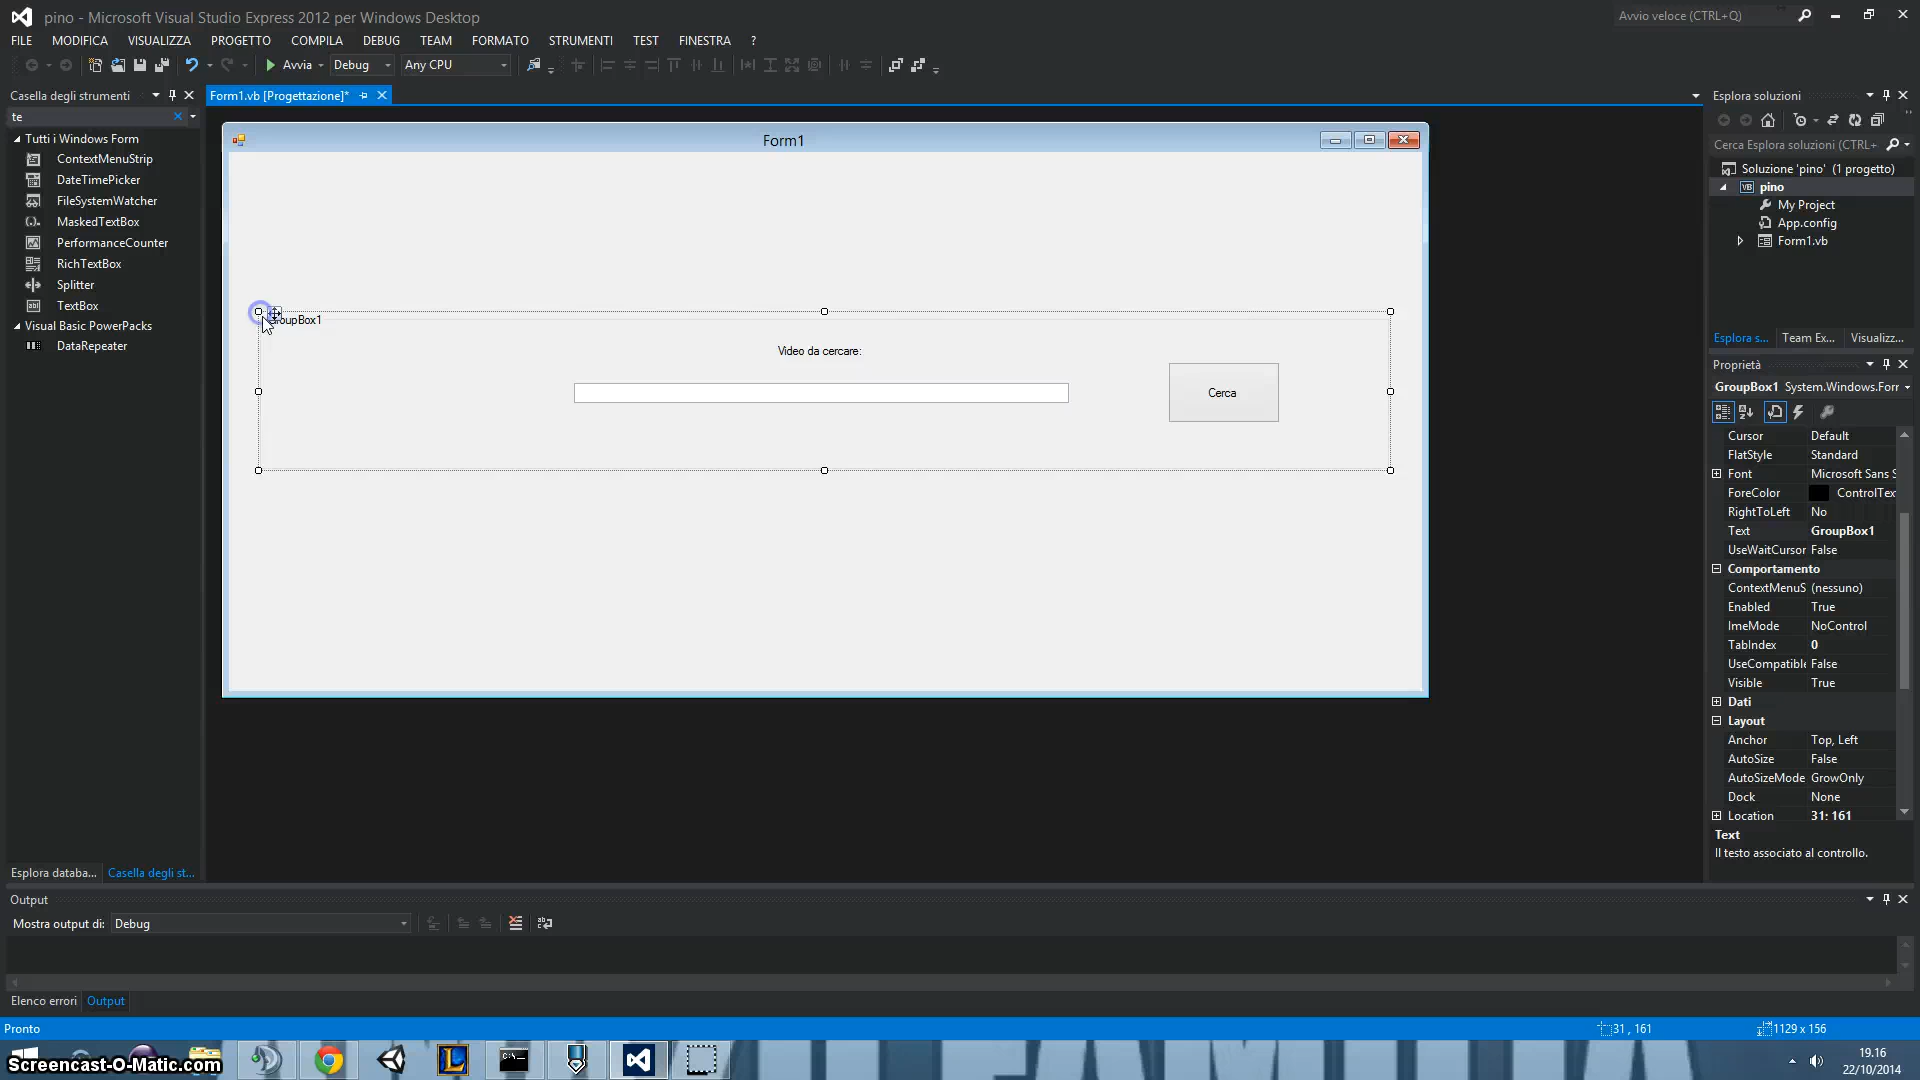 pino - Microsoft Visual Studio Express 2012 per Windows Desktop
Avvio veloce (CTRL+Q)
FILE MODIFICA VISUALIZZA PROGETTO COMPILA DEBUG TEAM FORMATO STRUMENTI TEST FINESTRA ?
Avvia Debug Any CPU
Casella degli strumenti
Form1.vb [Progettazione]*
Esplora soluzioni
te
Tutti i Windows Form
ContextMenuStrip
DateTimePicker
FileSystemWatcher
MaskedTextBox
PerformanceCounter
RichTextBox
Splitter
TextBox
Visual Basic PowerPacks
DataRepeater
Form1
GroupBox1
Video da cercare:
Cerca
Cerca Esplora soluzioni (CTRL+
Soluzione 'pino' (1 progetto)
VB pino
My Project
App.config
Form1.vb
Esplora s... Team Ex... Visualizz...
Proprietà
GroupBox1 System.Windows.Forr
Cursor Default
FlatStyle Standard
Font Microsoft Sans S
ForeColor ControlTex
RightToLeft No
Text GroupBox1
UseWaitCursor False
Comportamento
ContextMenuS (nessuno)
Enabled True
ImeMode NoControl
TabIndex 0
UseCompatible False
Visible True
Dati
Layout
Anchor Top, Left
AutoSize False
AutoSizeMode GrowOnly
Dock None
Location 31; 161
Text
Il testo associato al controllo.
Esplora databa... Casella degli st...
Output
Mostra output di: Debug
Elenco errori Output
Pronto
31 , 161
1129 x 156
Screencast-O-Matic.com
19.16
22/10/2014